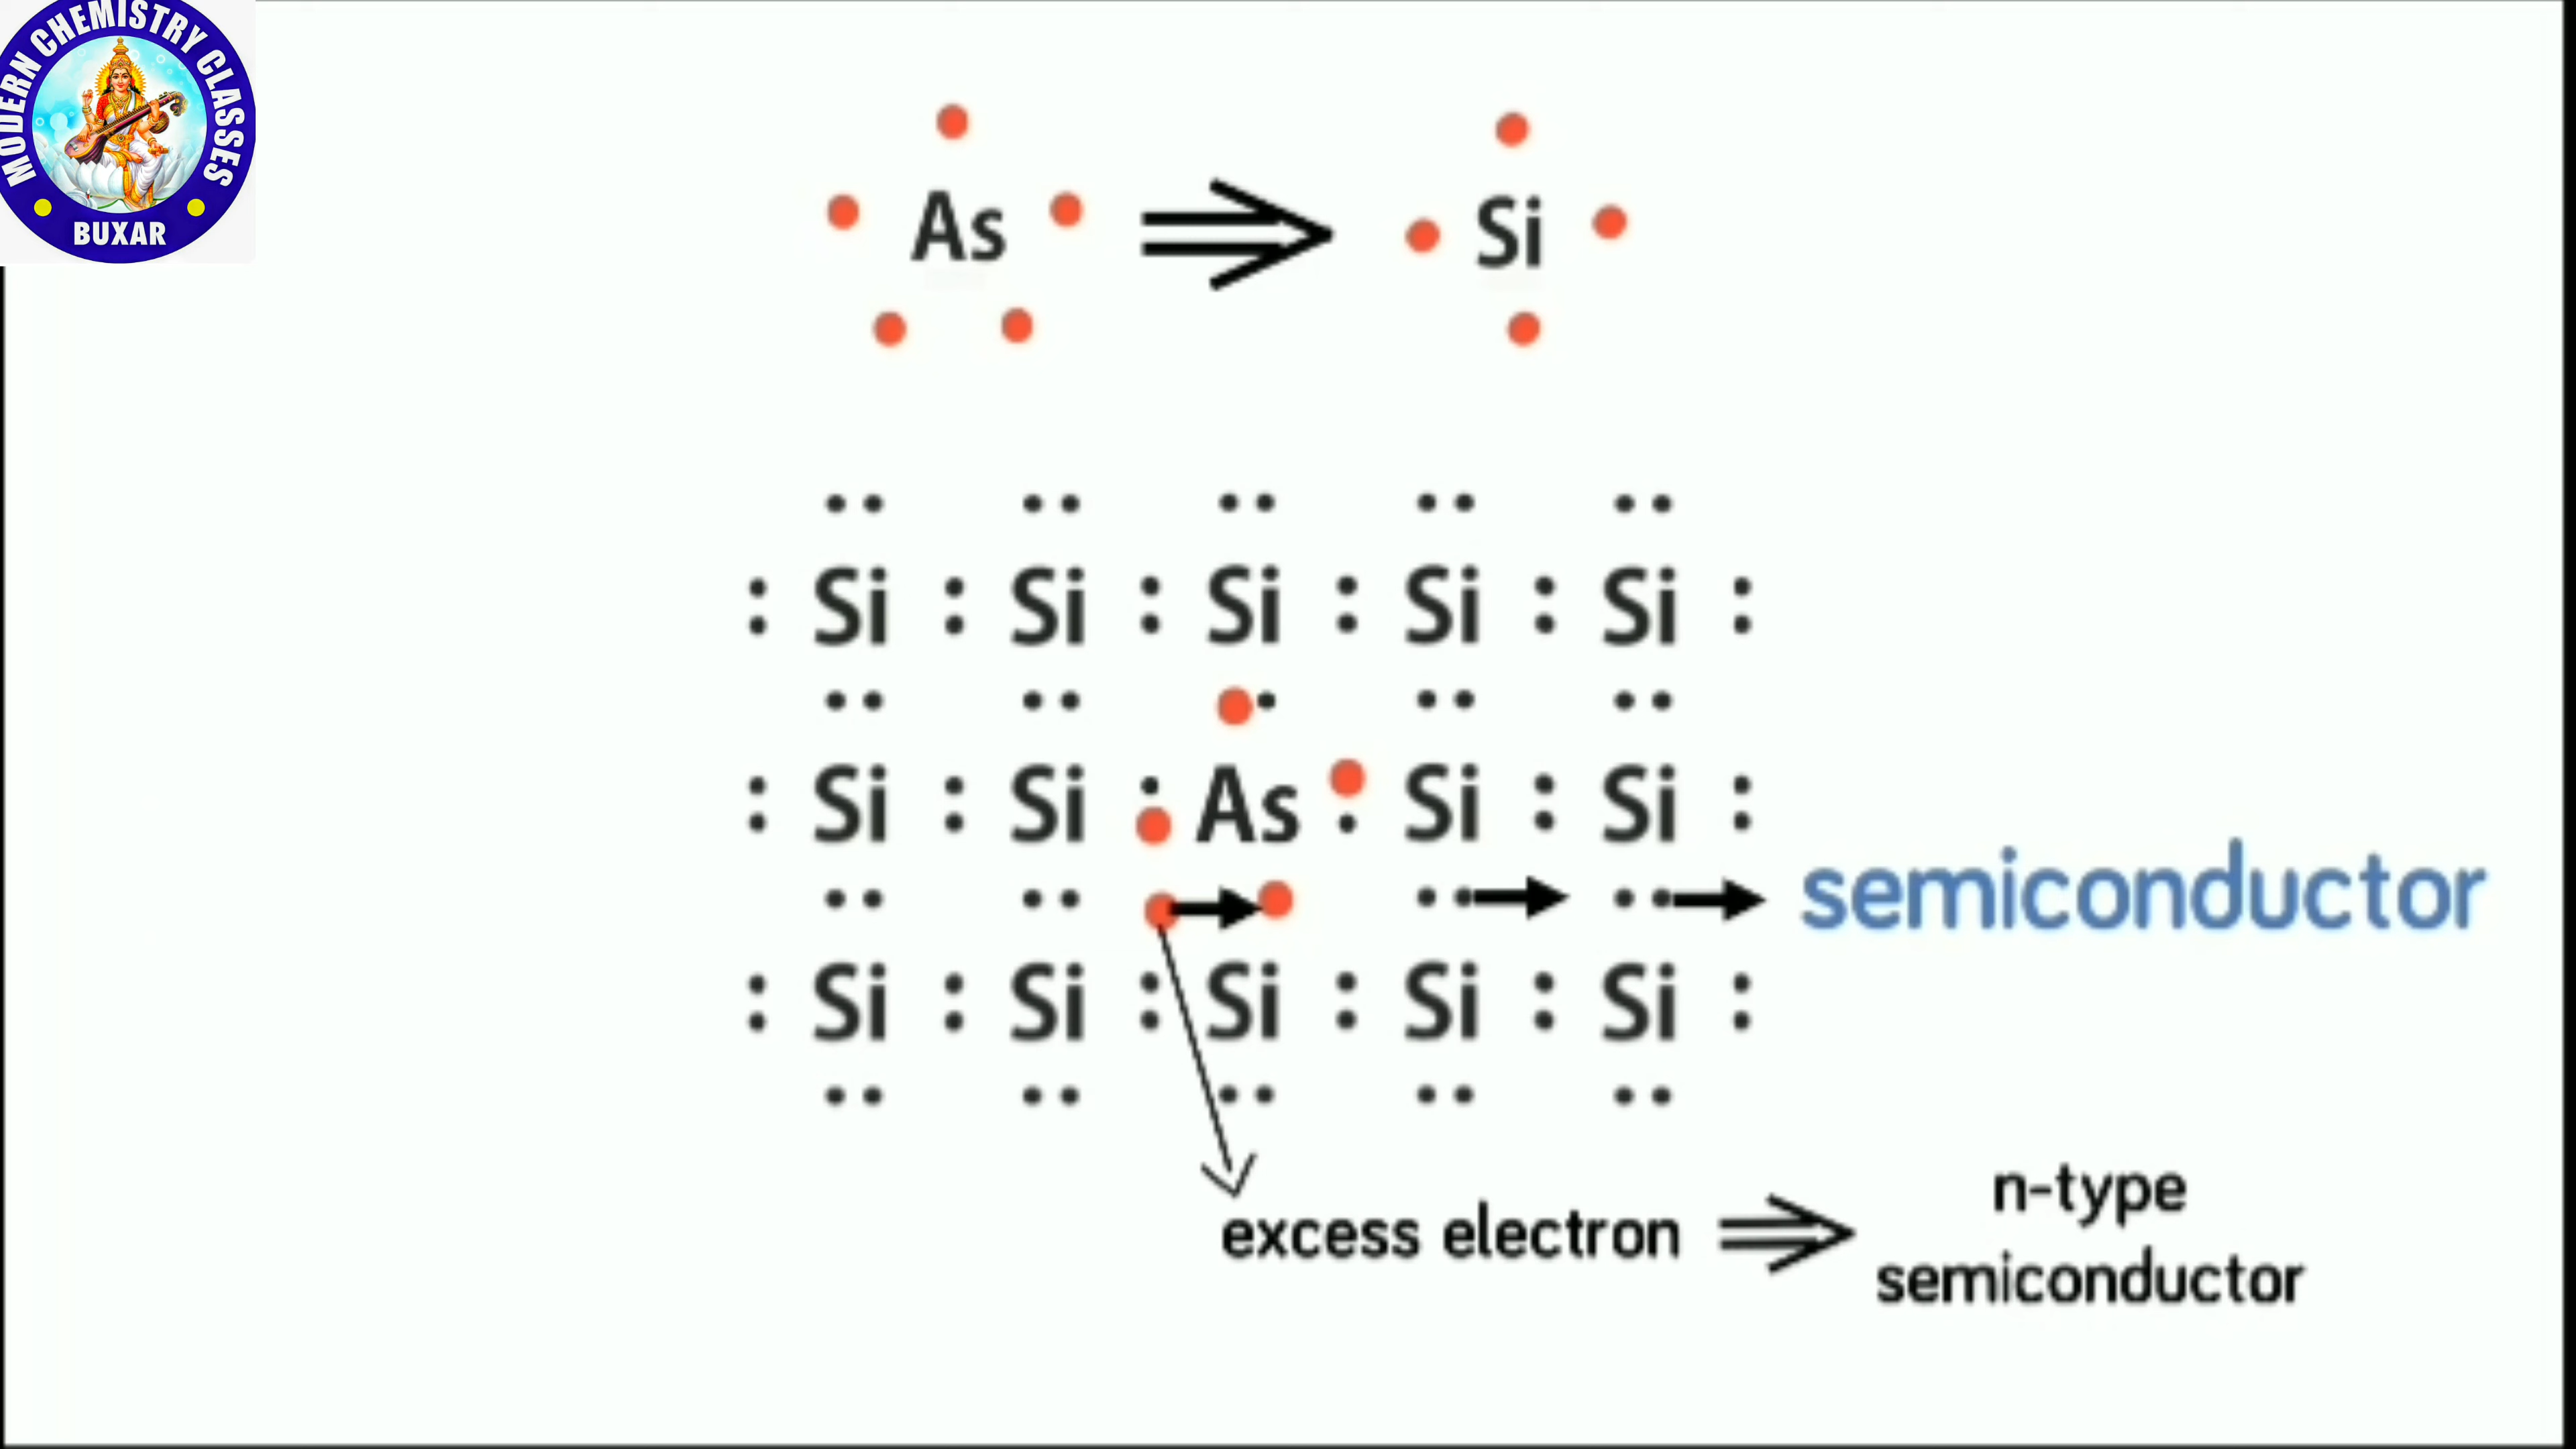 MODERN CHEMISTRY CLASSES
BUXAR
As Si
Si Si Si Si Si
Si Si As Si Si
semiconductor
Si Si Si Si Si
excess electron
n-type
semiconductor